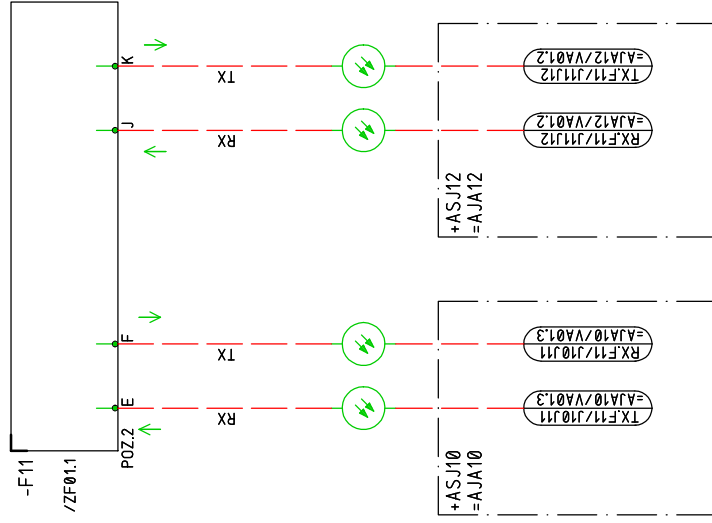 -F11
/ZF01.1
POZ.2
K
TX
TX.F11/J11J12
=AJA12/VA01.2
J
RX
RX.F11/J11J12
=AJA12/VA01.2
+ASJ12
=AJA12
F
TX
RX.F11/J10J11
=AJA10/VA01.3
E
RX
TX.F11/J10J11
=AJA10/VA01.3
+ASJ10
=AJA10